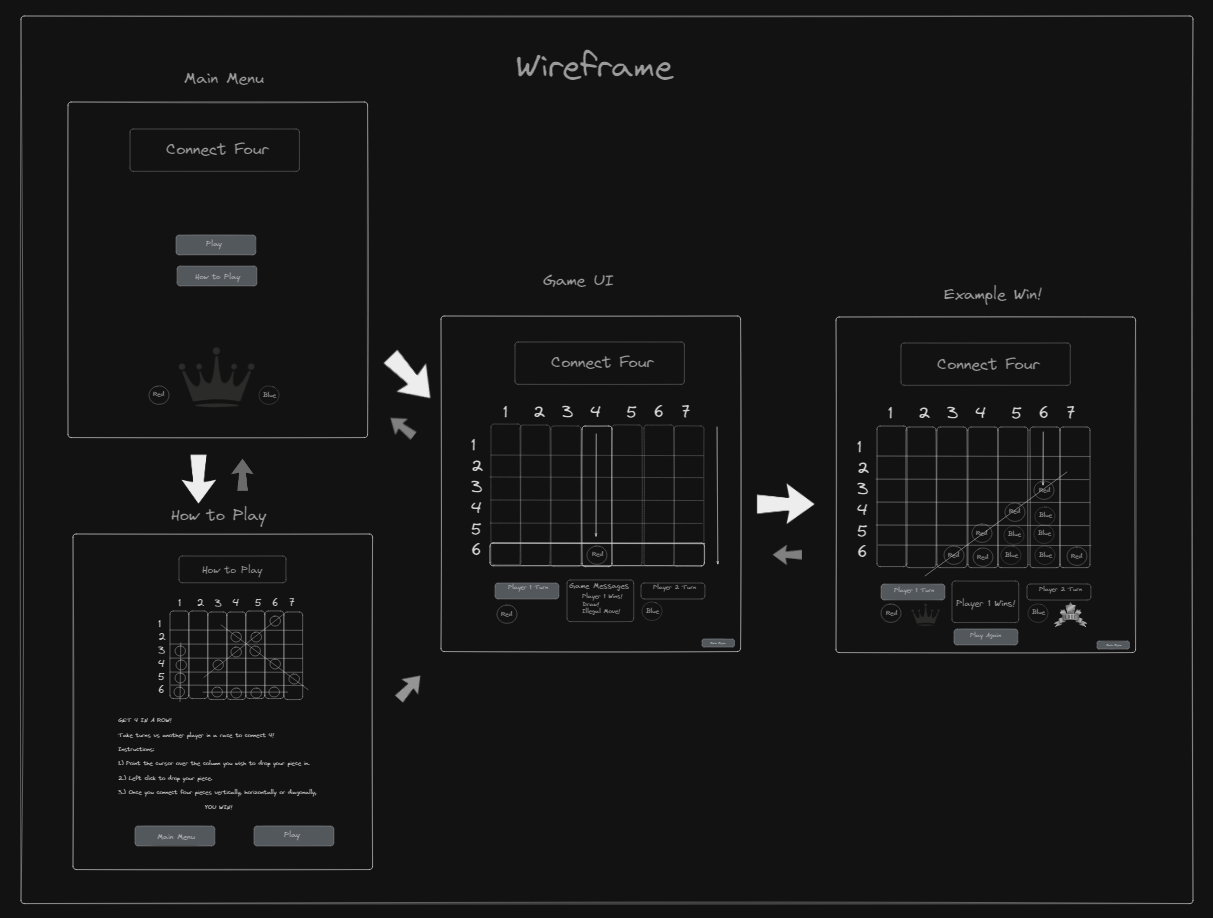 Wireframe
Main Menu
Connect Four
Play
How to Play
Red
Blue
How to Play
How to Play
1 2 3 4 5 6 7
1
2
3
4
5
6
GET 4 IN A ROW!
Take turns vs another player in a race to connect 4!
Instructions:
1.) Point the cursor over the column you wish to drop your piece in.
2.) Left click to drop your piece.
3.) Once you connect four pieces vertically, horizontally or diagonally,
YOU WIN!
Main Menu Play
Game UI
Connect Four
1 2 3 4 5 6 7
1
2
3
4
5
6 Red
Player 1 Turn Game Messages Player 2 Turn
Player 1 Wins!
Draw!
Illegal Move!
Red Blue
Example Win!
Connect Four
1 2 3 4 5 6 7
1
2
3 Red
4 Red Blue
5 Red Blue Blue
6 Red Red Blue Blue Red
Player 1 Turn Player 2 Turn
Player 1 Wins!
Red Blue
Play Again